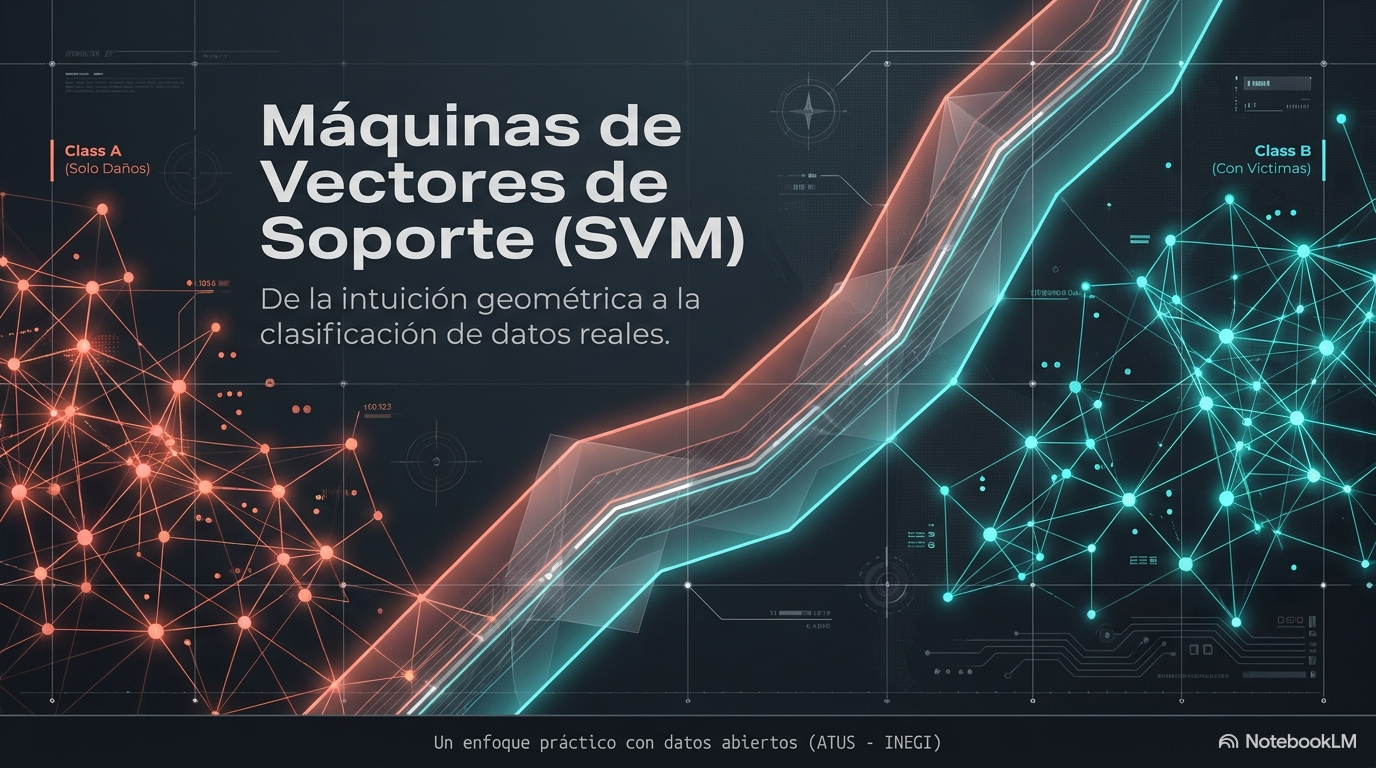 Class A
(Solo Daños)
Máquinas de
Vectores de
Soporte (SVM)
De la intuición geométrica a la
clasificación de datos reales.
Class B
(Con Victimas)
Un enfoque práctico con datos abiertos (ATUS - INEGI)
NotebookLM